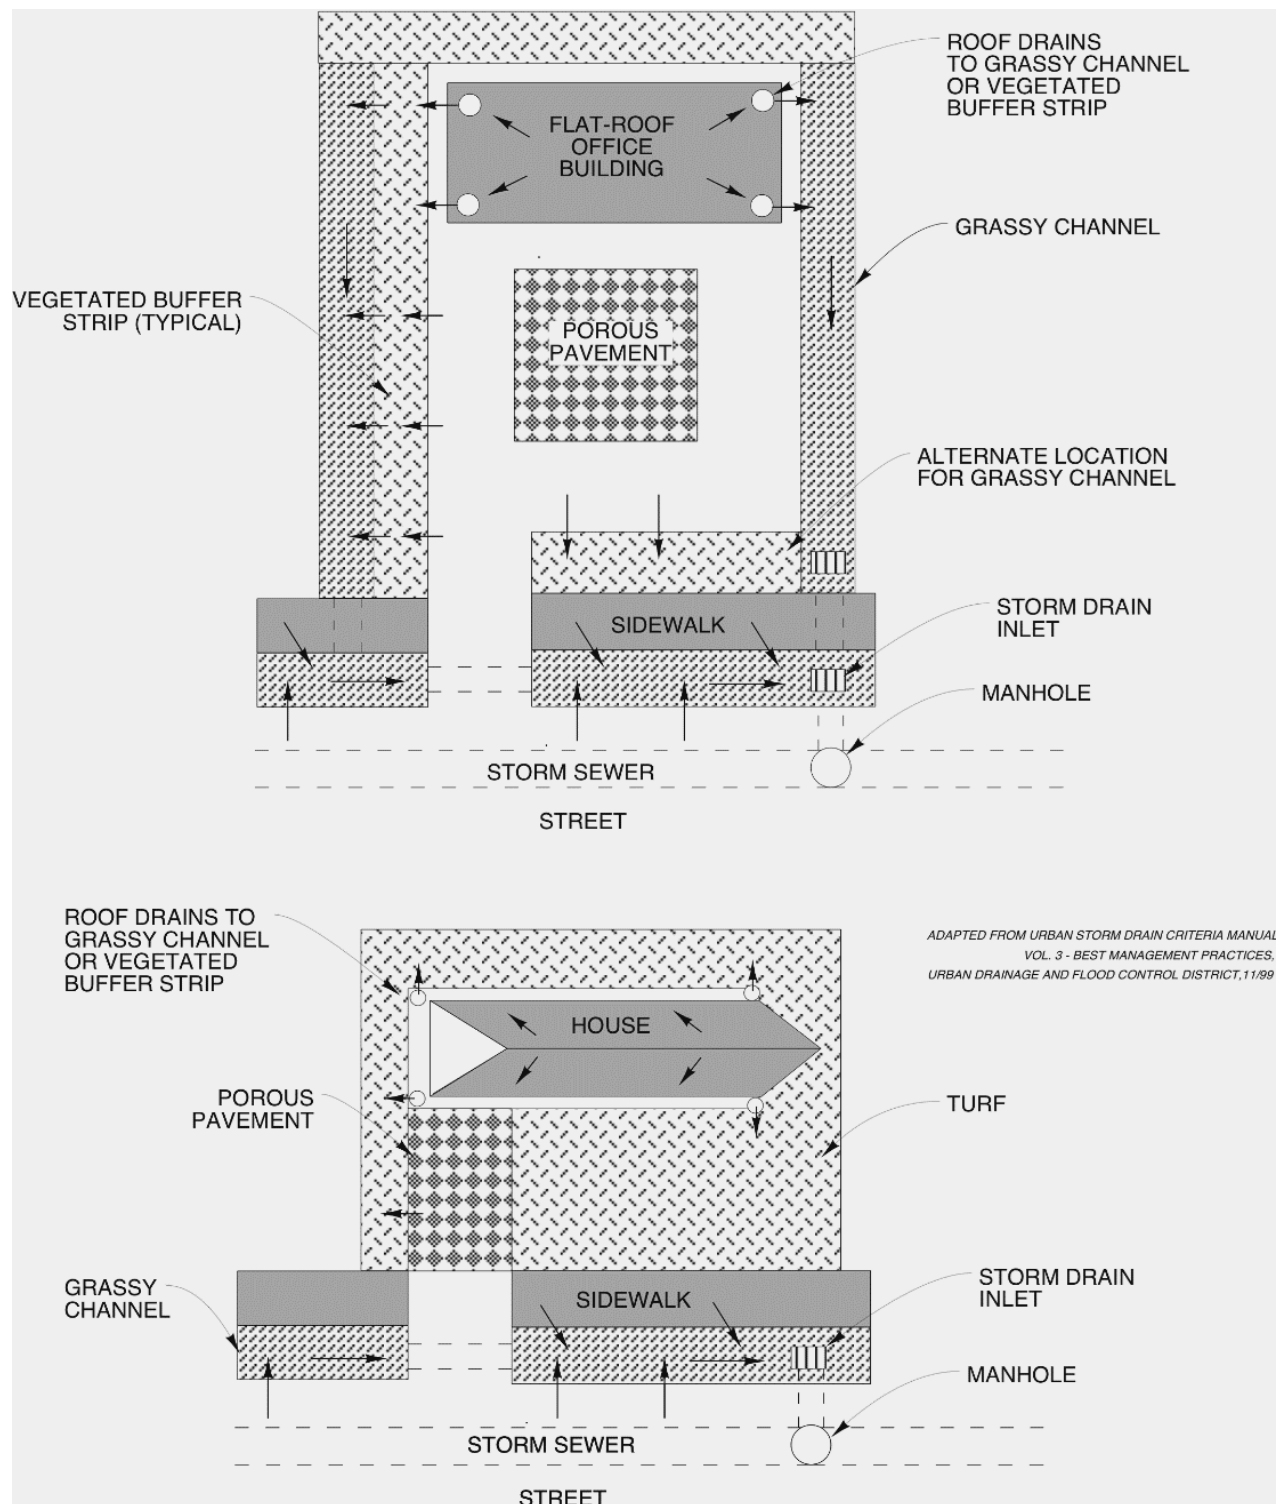 ROOF DRAINS
TO GRASSY CHANNEL
OR VEGETATED
BUFFER STRIP
FLAT-ROOF
OFFICE
BUILDING
GRASSY CHANNEL
VEGETATED BUFFER
STRIP (TYPICAL)
POROUS
PAVEMENT
ALTERNATE LOCATION
FOR GRASSY CHANNEL
STORM DRAIN
INLET
SIDEWALK
MANHOLE
STORM SEWER
STREET
ROOF DRAINS TO
GRASSY CHANNEL
OR VEGETATED
BUFFER STRIP
ADAPTED FROM URBAN STORM DRAIN CRITERIA MANUAL
VOL. 3 - BEST MANAGEMENT PRACTICES,
URBAN DRAINAGE AND FLOOD CONTROL DISTRICT,11/99
HOUSE
POROUS
PAVEMENT
TURF
GRASSY
CHANNEL
SIDEWALK
STORM DRAIN
INLET
MANHOLE
STORM SEWER
STREET